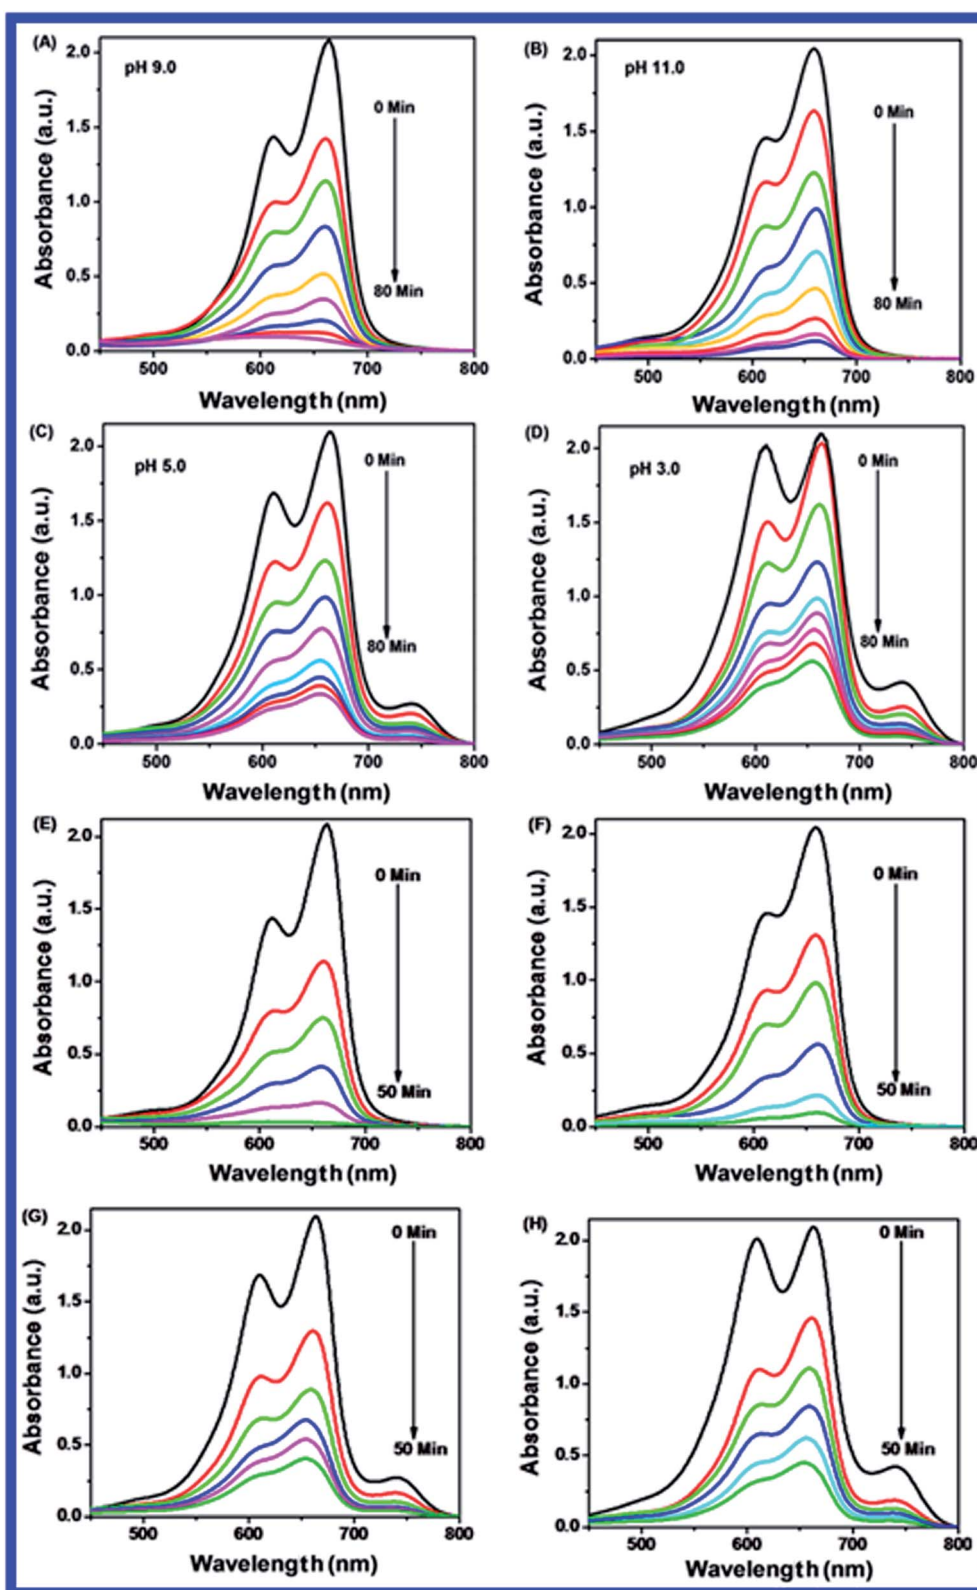 (A)
pH 9.0
0 Min
80 Min
Absorbance (a.u.)
2.0
1.5
1.0
0.5
0.0
500 600 700 800
Wavelength (nm)
(B)
pH 11.0
0 Min
80 Min
Absorbance (a.u.)
2.0
1.5
1.0
0.5
0.0
500 600 700 800
Wavelength (nm)
(C)
pH 5.0
0 Min
80 Min
Absorbance (a.u.)
2.0
1.5
1.0
0.5
0.0
500 600 700 800
Wavelength (nm)
(D)
pH 3.0
0 Min
80 Min
Absorbance (a.u.)
2.0
1.5
1.0
0.5
0.0
500 600 700 800
Wavelength (nm)
(E)
0 Min
50 Min
Absorbance (a.u.)
2.0
1.5
1.0
0.5
0.0
500 600 700 800
Wavelength (nm)
(F)
0 Min
50 Min
Absorbance (a.u.)
2.0
1.5
1.0
0.5
0.0
500 600 700 800
Wavelength (nm)
(G)
0 Min
50 Min
Absorbance (a.u.)
2.0
1.5
1.0
0.5
0.0
500 600 700 800
Wavelength (nm)
(H)
0 Min
50 Min
Absorbance (a.u.)
2.0
1.5
1.0
0.5
0.0
500 600 700 800
Wavelength (nm)